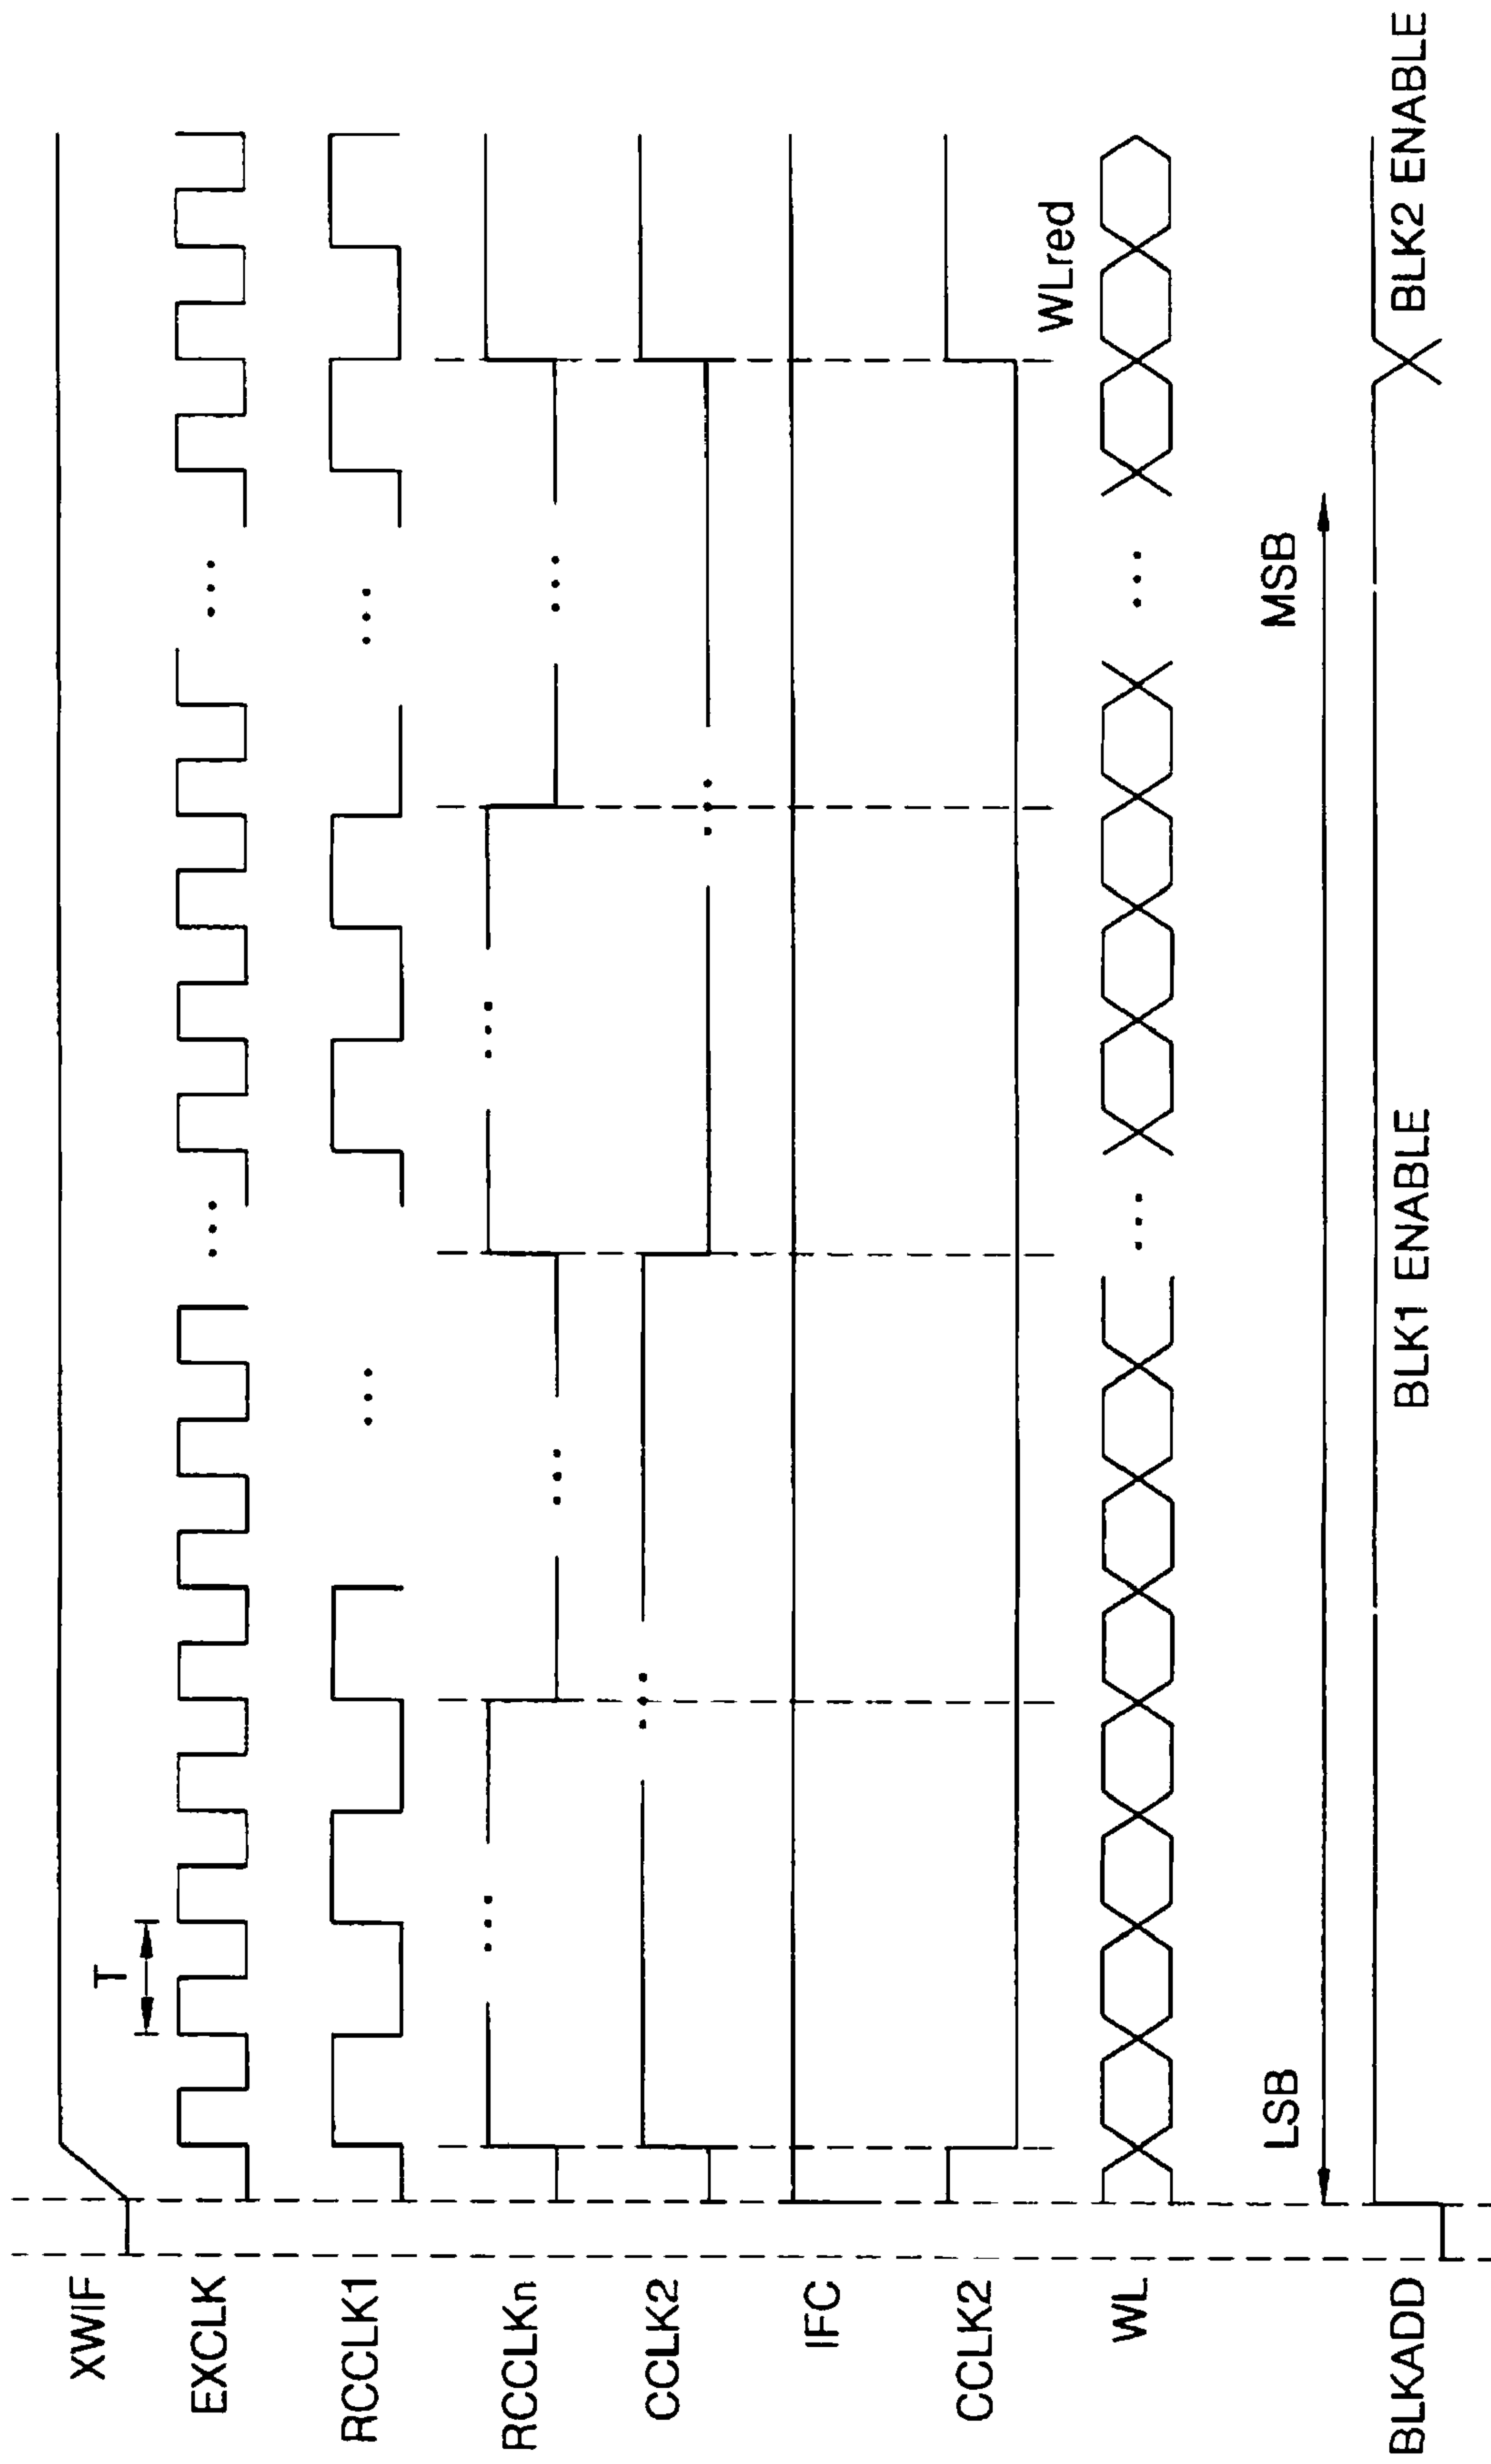 XWIF
T
EXCLK
RCCLK1
RCCLKn
CCLK2
IFC
CCLK2
WLred
WL
LSB
MSB
BLKADD
BLK1 ENABLE
BLK2 ENABLE